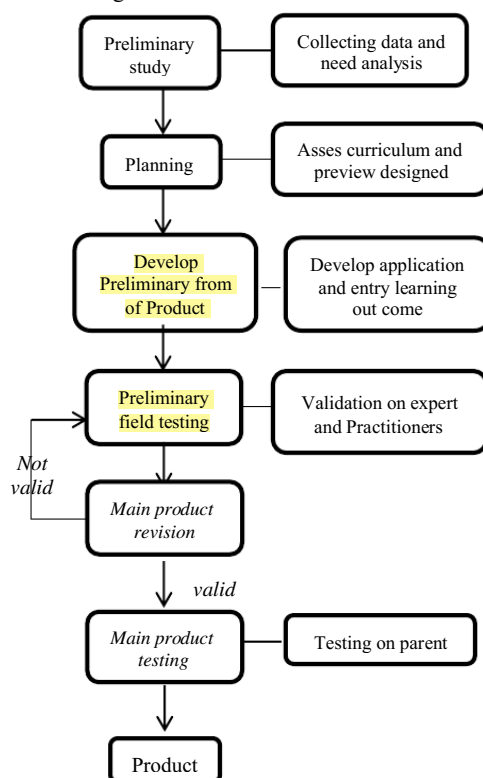 Preliminary
study
Collecting data and
need analysis
Planning
Asses curriculum and
preview designed
Develop
Preliminary from
of Product
Develop application
and entry learning
out come
Preliminary
field testing
Validation on expert
and Practitioners
Not
valid
Main product
revision
valid
Main product
testing
Testing on parent
Product